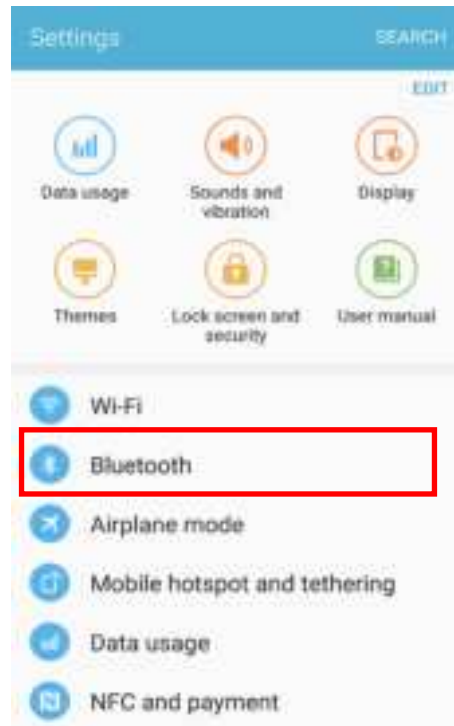 Settings SEARCH
EDIT
Data usage Sounds and vibration Display
Themes Lock screen and security User manual
Wi-Fi
Bluetooth
Airplane mode
Mobile hotspot and tethering
Data usage
NFC and payment